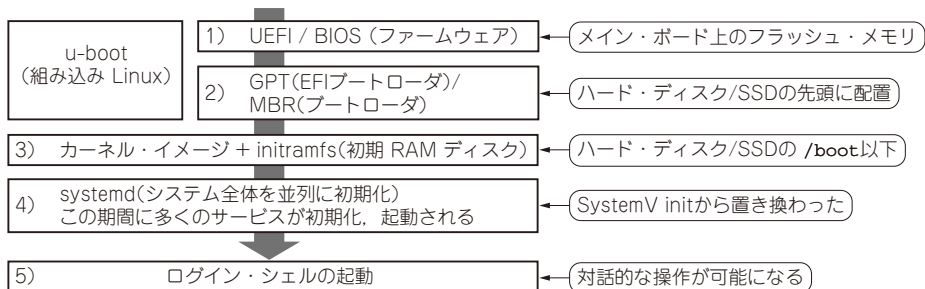 u-boot
（組み込み Linux）
1） UEFI / BIOS（ファームウェア）
メイン・ボード上のフラッシュ・メモリ
2） GPT(EFIブートローダ)/
MBR(ブートローダ)
ハード・ディスク/SSDの先頭に配置
3） カーネル・イメージ + initramfs(初期 RAM ディスク)
ハード・ディスク/SSDの /boot以下
4） systemd(システム全体を並列に初期化)
この期間に多くのサービスが初期化，起動される
SystemV initから置き換わった
5） ログイン・シェルの起動
対話的な操作が可能になる